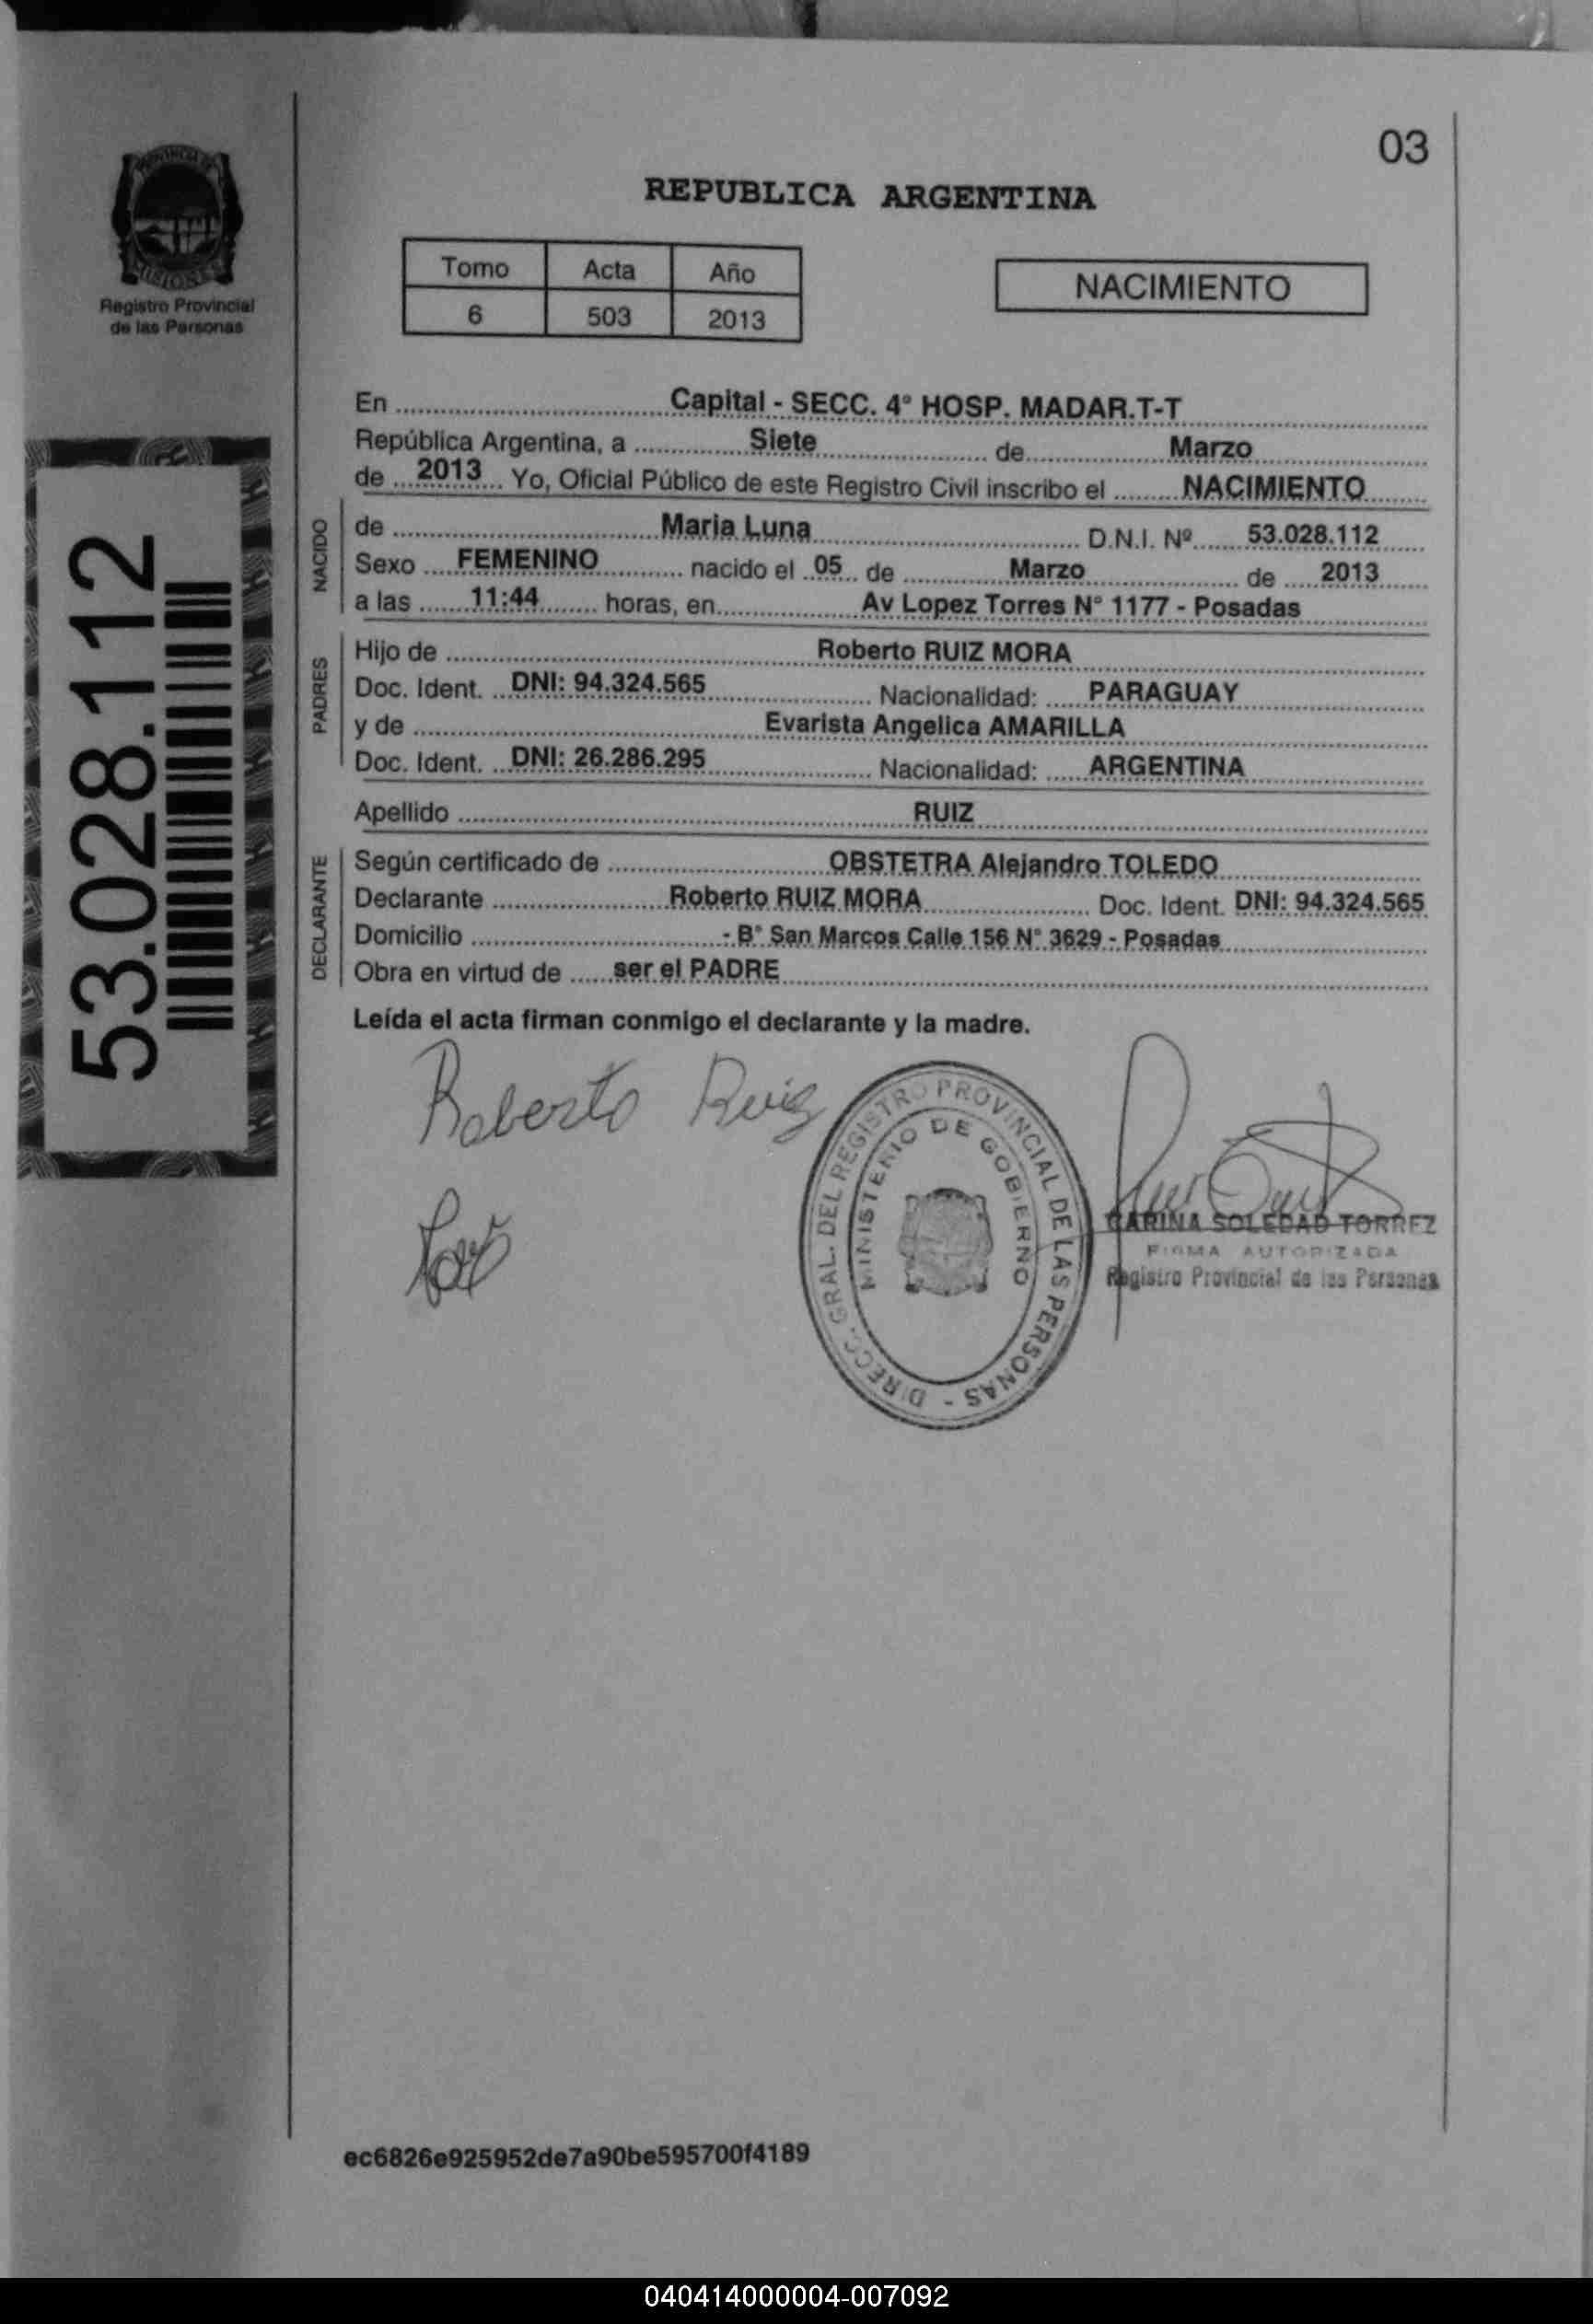 03
PROVINCIA DE
MISIONES
Registro Provincial
de las Personas
REPUBLICA ARGENTINA
Tomo Acta Año
6 503 2013
NACIMIENTO
53.028.112
En Capital - SECC. 4° HOSP. MADAR.T-T
República Argentina, a Siete de Marzo
de 2013 Yo, Oficial Público de este Registro Civil inscribo el NACIMIENTO
NACIDO
de Maria Luna D.N.I. Nº 53.028.112
Sexo FEMENINO nacido el 05 de Marzo de 2013
a las 11:44 horas, en Av Lopez Torres N° 1177 - Posadas
PADRES
Hijo de Roberto RUIZ MORA
Doc. Ident. DNI: 94.324.565 Nacionalidad: PARAGUAY
y de Evarista Angelica AMARILLA
Doc. Ident. DNI: 26.286.295 Nacionalidad: ARGENTINA
Apellido RUIZ
DECLARANTE
Según certificado de OBSTETRA Alejandro TOLEDO
Declarante Roberto RUIZ MORA Doc. Ident. DNI: 94.324.565
Domicilio - B° San Marcos Calle 156 N° 3629 - Posadas
Obra en virtud de ser el PADRE
Leída el acta firman conmigo el declarante y la madre.
Roberto Ruiz
DIRECC. GRAL. DEL REGISTRO PROVINCIAL DE LAS PERSONAS -
MINISTERIO DE GOBIERNO
CARINA SOLEDAD TORREZ
FIRMA AUTORIZADA
Registro Provincial de las Personas
ec6826e925952de7a90be595700f4189
040414000004-007092